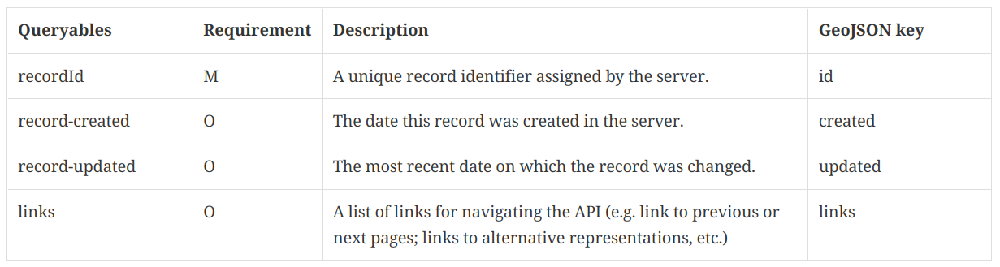 Queryables Requirement Description GeoJSON key
recordId M A unique record identifier assigned by the server. id
record-created O The date this record was created in the server. created
record-updated O The most recent date on which the record was changed. updated
links O A list of links for navigating the API (e.g. link to previous or links
next pages; links to alternative representations, etc.)